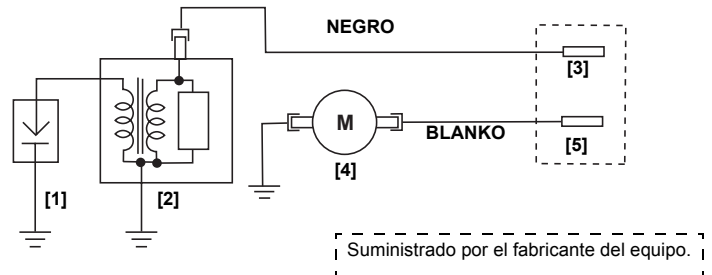 NEGRO
[3]
M
BLANKO
[1]
[2]
[4]
[5]
Suministrado por el fabricante del equipo.